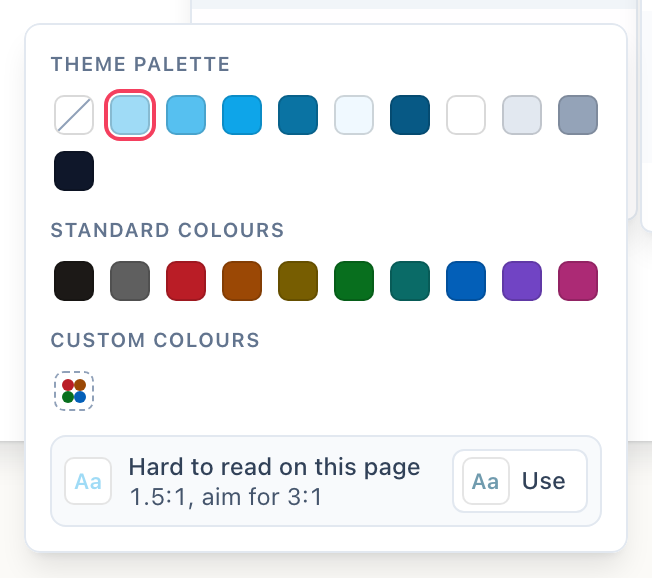 THEME PALETTE
STANDARD COLOURS
CUSTOM COLOURS
Aa
Hard to read on this page
1.5:1, aim for 3:1
Aa
Use